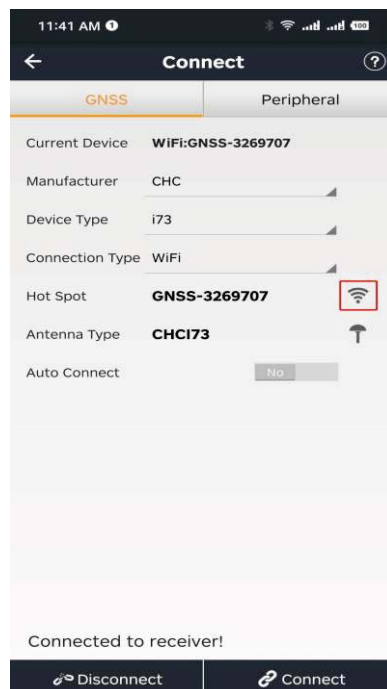 11:41 AM 1 100
Connect ?
GNSS Peripheral
Current Device WiFi:GNSS-3269707
Manufacturer CHC
Device Type i73
Connection Type WiFi
Hot Spot GNSS-3269707
Antenna Type CHCI73
Auto Connect No
Connected to receiver!
Disconnect Connect